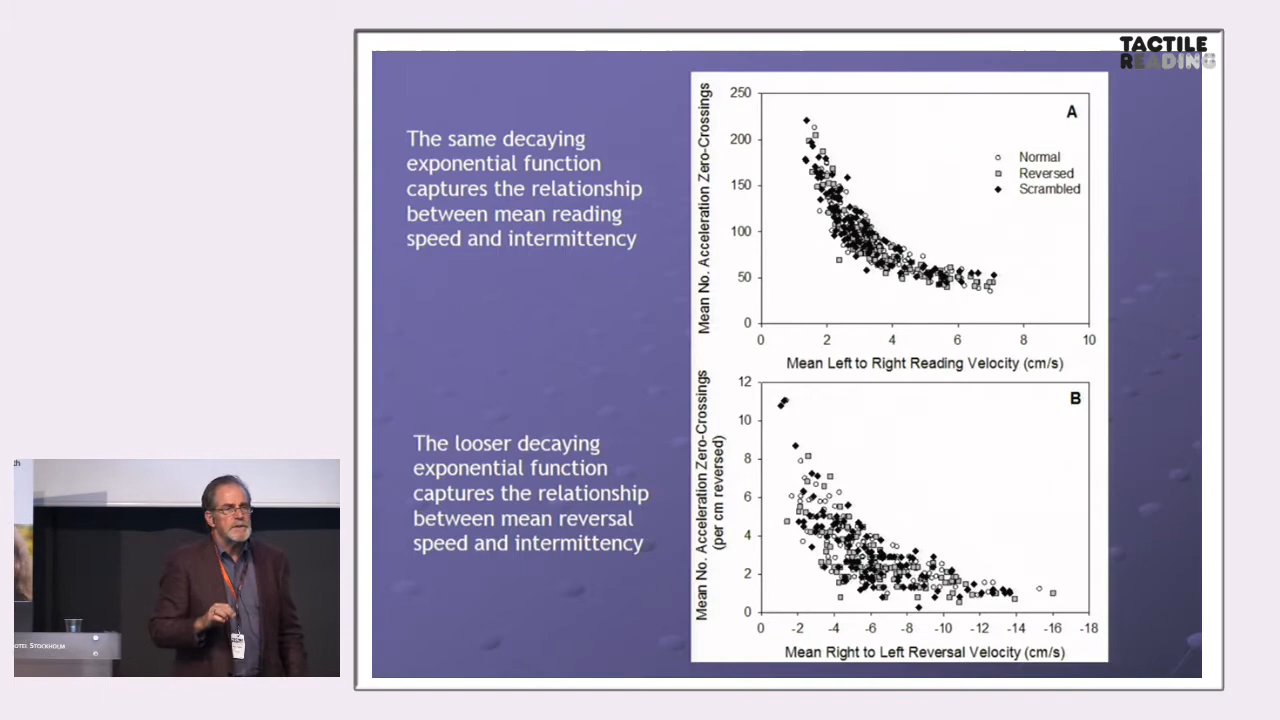 TACTILE
READING
The same decaying
exponential function
captures the relationship
between mean reading
speed and intermittency
Mean No. Acceleration Zero-Crossings
250
200
150
100
50
0
A
Normal
Reversed
Scrambled
0 2 4 6 8 10
Mean Left to Right Reading Velocity (cm/s)
The looser decaying
exponential function
captures the relationship
between mean reversal
speed and intermittency
Mean No. Acceleration Zero-Crossings
(per cm reversed)
12
10
8
6
4
2
0
B
0 -2 -4 -6 -8 -10 -12 -14 -16 -18
Mean Right to Left Reversal Velocity (cm/s)
th
OTEL STOCKHOLM